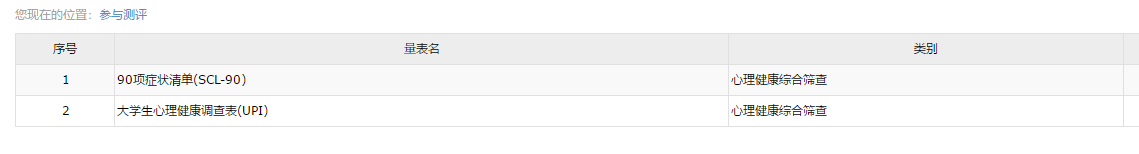 您现在的位置：参与测评
序号 量表名 类别
1 90项症状清单(SCL-90) 心理健康综合筛查
2 大学生心理健康调查表(UPI) 心理健康综合筛查